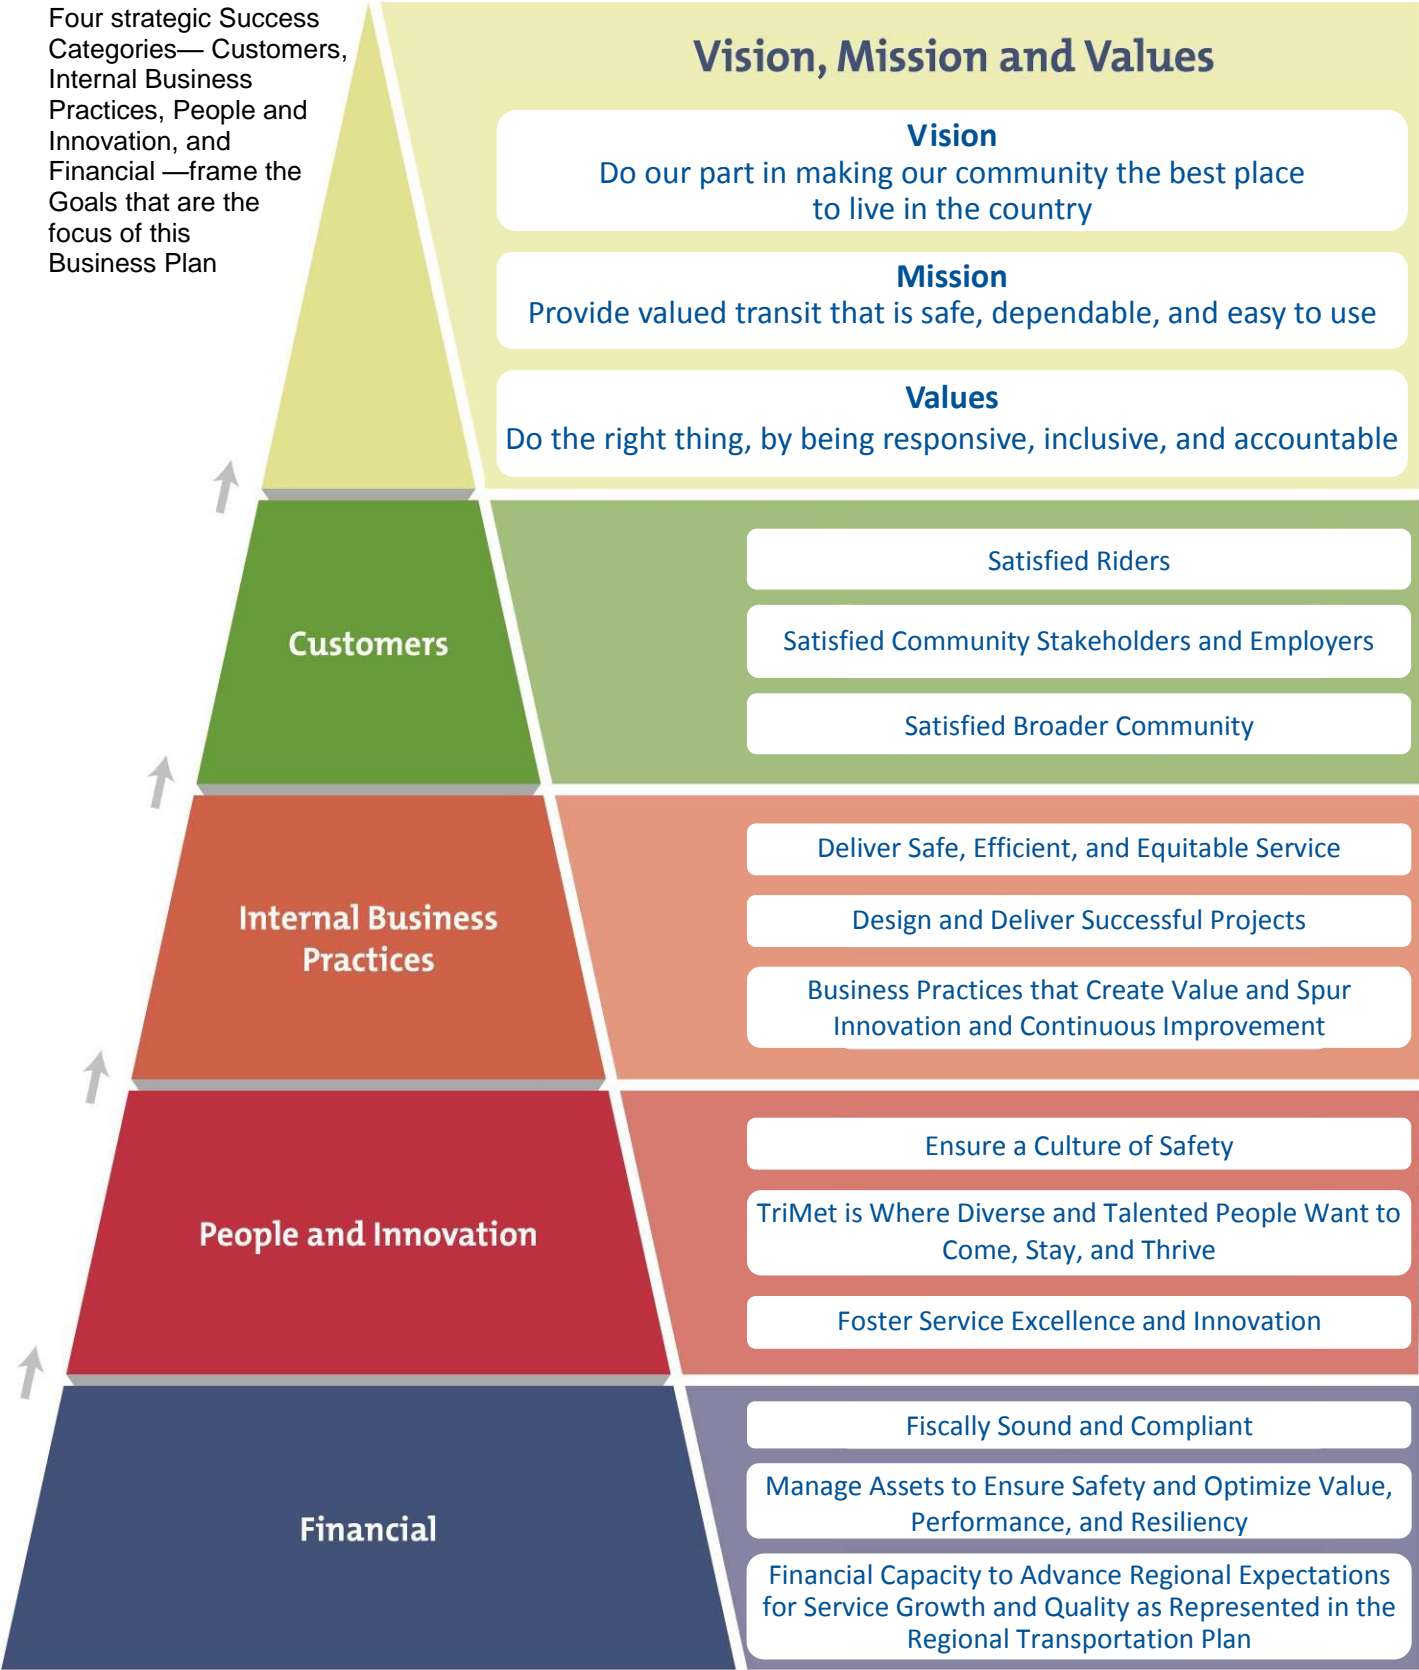 Four strategic Success
Categories— Customers,
Internal Business
Practices, People and
Innovation, and
Financial —frame the
Goals that are the
focus of this
Business Plan
Vision, Mission and Values
Vision
Do our part in making our community the best place
to live in the country
Mission
Provide valued transit that is safe, dependable, and easy to use
Values
Do the right thing, by being responsive, inclusive, and accountable
Customers
Satisfied Riders
Satisfied Community Stakeholders and Employers
Satisfied Broader Community
Internal Business
Practices
Deliver Safe, Efficient, and Equitable Service
Design and Deliver Successful Projects
Business Practices that Create Value and Spur
Innovation and Continuous Improvement
People and Innovation
Ensure a Culture of Safety
TriMet is Where Diverse and Talented People Want to
Come, Stay, and Thrive
Foster Service Excellence and Innovation
Financial
Fiscally Sound and Compliant
Manage Assets to Ensure Safety and Optimize Value,
Performance, and Resiliency
Financial Capacity to Advance Regional Expectations
for Service Growth and Quality as Represented in the
Regional Transportation Plan